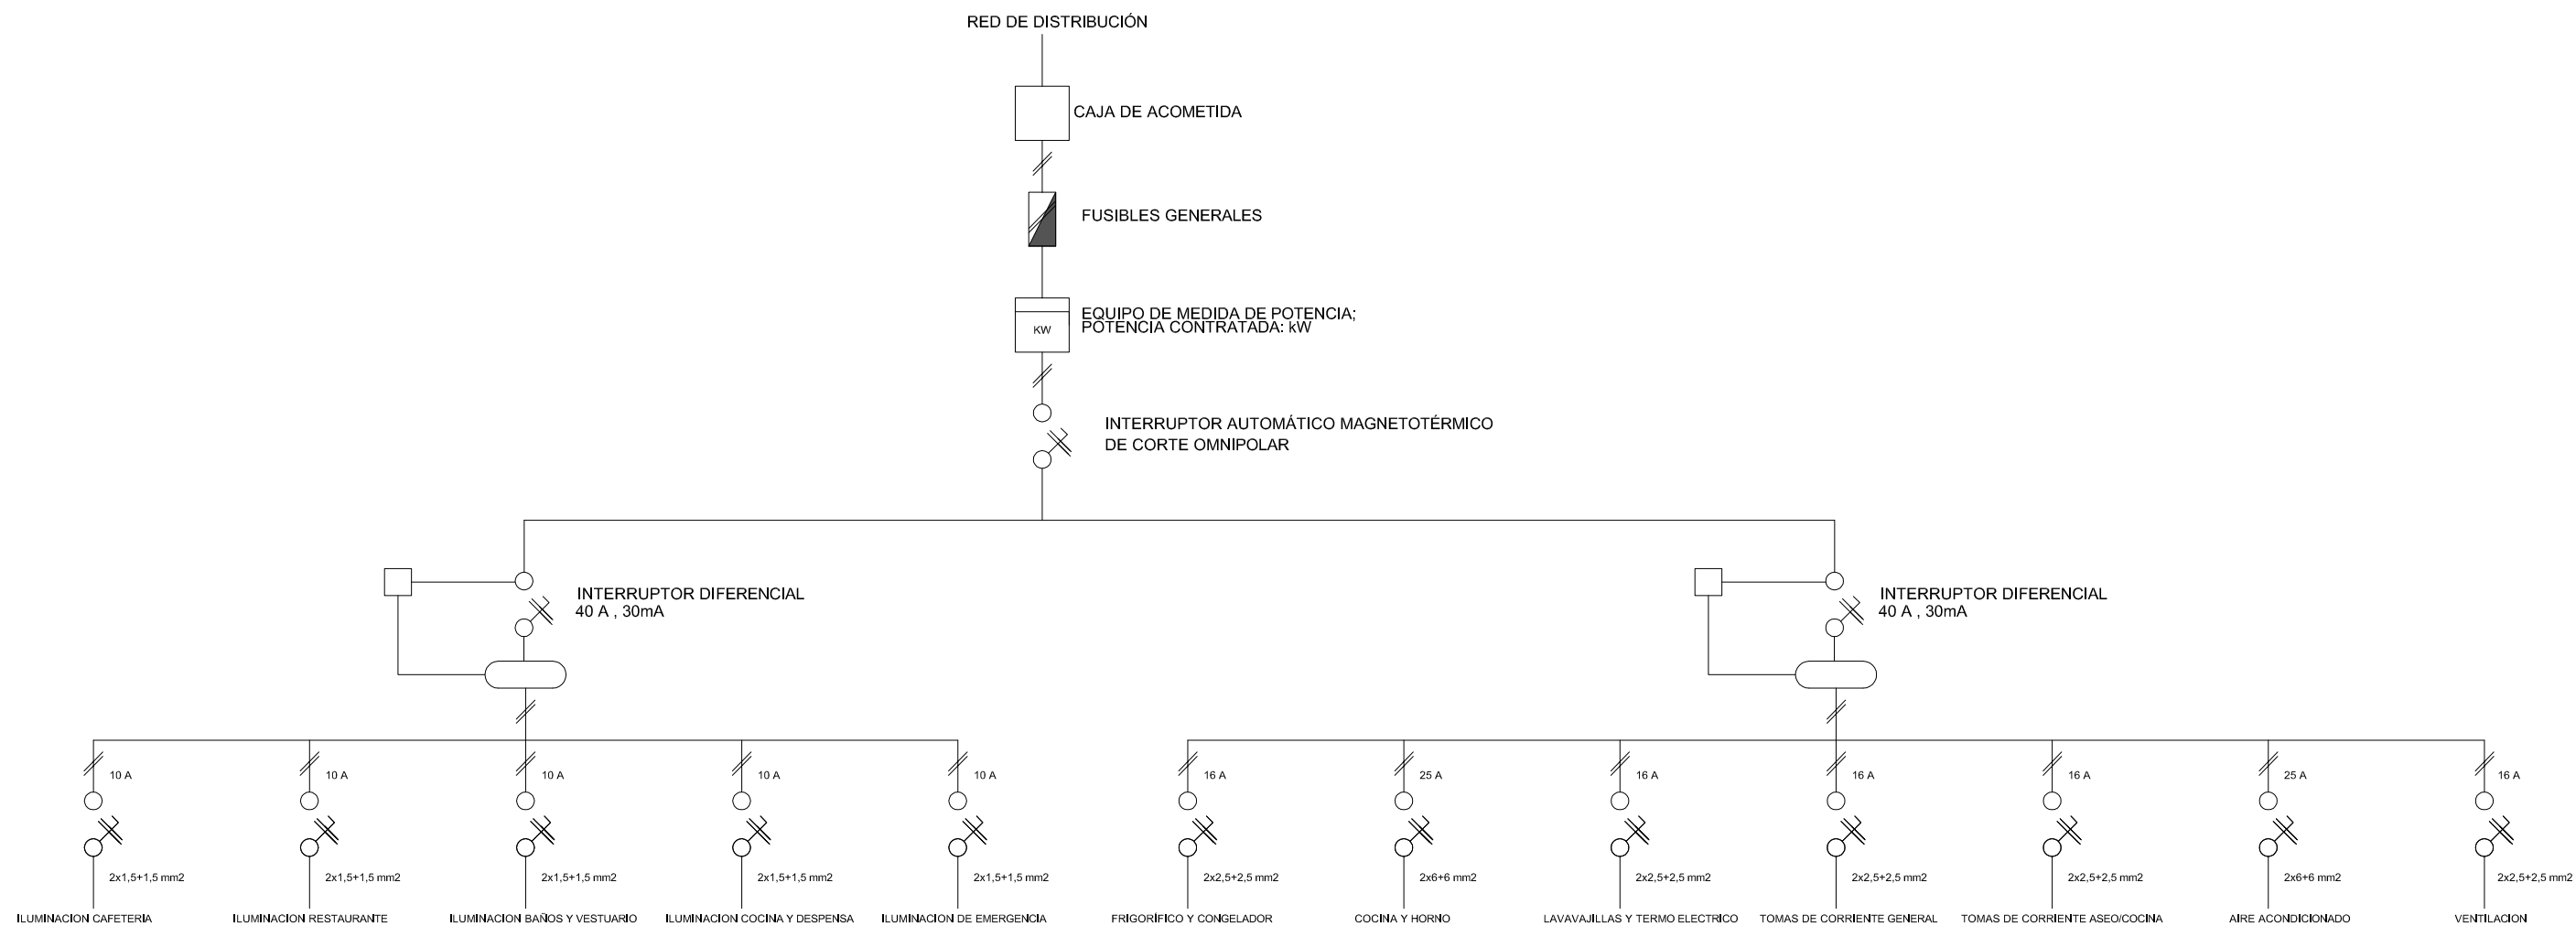 RED DE DISTRIBUCIÓN
CAJA DE ACOMETIDA
FUSIBLES GENERALES
EQUIPO DE MEDIDA DE POTENCIA;
POTENCIA CONTRATADA: kW
KW
INTERRUPTOR AUTOMÁTICO MAGNETOTÉRMICO
DE CORTE OMNIPOLAR
INTERRUPTOR DIFERENCIAL
40 A , 30mA
INTERRUPTOR DIFERENCIAL
40 A , 30mA
10 A
10 A
10 A
10 A
10 A
16 A
25 A
16 A
16 A
16 A
25 A
16 A
2x1,5+1,5 mm2
2x1,5+1,5 mm2
2x1,5+1,5 mm2
2x1,5+1,5 mm2
2x1,5+1,5 mm2
2x2,5+2,5 mm2
2x6+6 mm2
2x2,5+2,5 mm2
2x2,5+2,5 mm2
2x2,5+2,5 mm2
2x6+6 mm2
2x2,5+2,5 mm2
ILUMINACION CAFETERIA
ILUMINACION RESTAURANTE
ILUMINACION BAÑOS Y VESTUARIO
ILUMINACION COCINA Y DESPENSA
ILUMINACION DE EMERGENCIA
FRIGORÍFICO Y CONGELADOR
COCINA Y HORNO
LAVAVAJILLAS Y TERMO ELECTRICO
TOMAS DE CORRIENTE GENERAL
TOMAS DE CORRIENTE ASEO/COCINA
AIRE ACONDICIONADO
VENTILACION